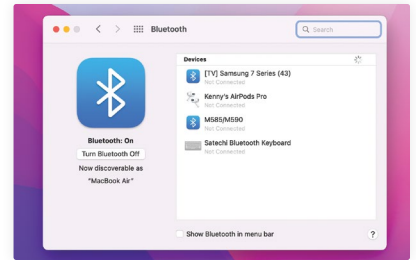 Bluetooth
Search
Devices
[TV] Samsung 7 Series (43)
Not Connected
Kenny's AirPods Pro
Not Connected
M585/M590
Not Connected
Satechi Bluetooth Keyboard
Not Connected
Bluetooth: On
Turn Bluetooth Off
Now discoverable as
"MacBook Air"
Show Bluetooth in menu bar
?